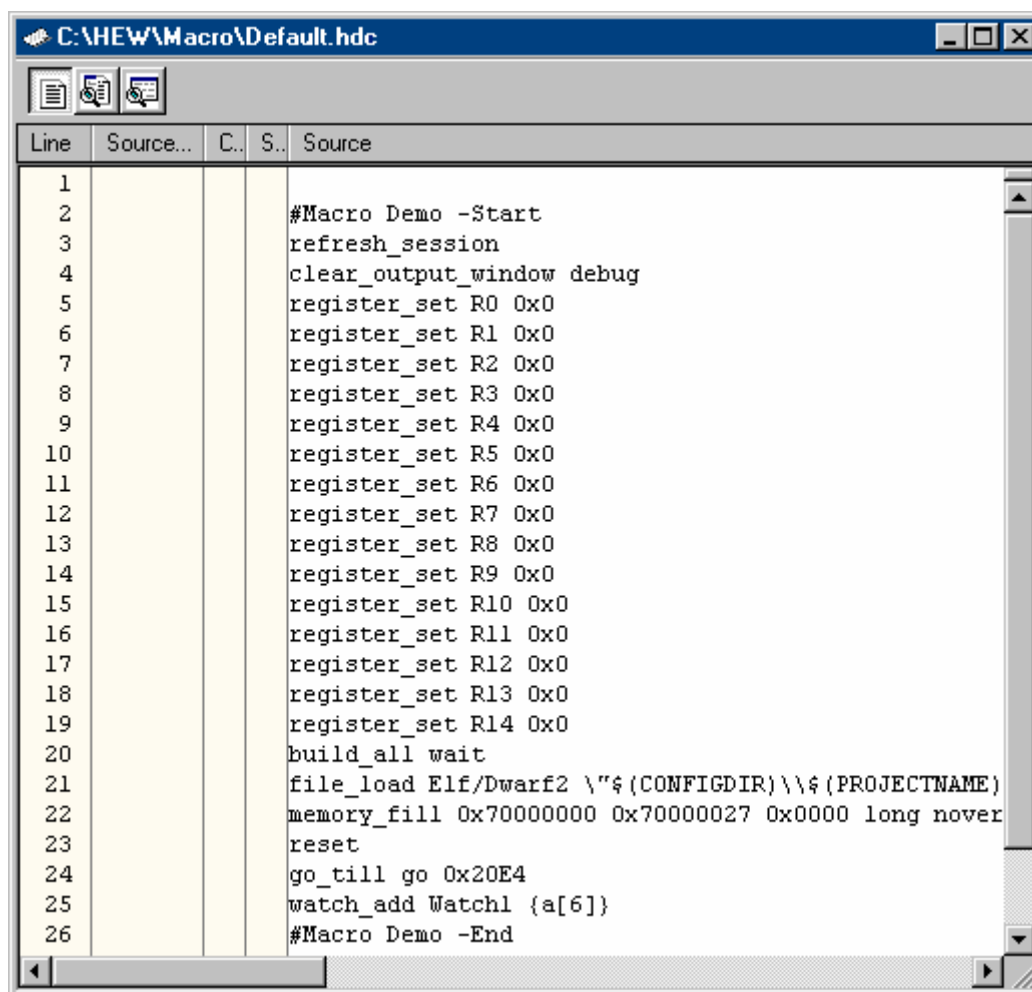 C:\HEW\Macro\Default.hdc
Line Source... C.. S.. Source
1
2 #Macro Demo -Start
3 refresh_session
4 clear_output_window debug
5 register_set R0 0x0
6 register_set R1 0x0
7 register_set R2 0x0
8 register_set R3 0x0
9 register_set R4 0x0
10 register_set R5 0x0
11 register_set R6 0x0
12 register_set R7 0x0
13 register_set R8 0x0
14 register_set R9 0x0
15 register_set R10 0x0
16 register_set R11 0x0
17 register_set R12 0x0
18 register_set R13 0x0
19 register_set R14 0x0
20 build_all wait
21 file_load Elf/Dwarf2 \"$(CONFIGDIR)\\$(PROJECTNAME)
22 memory_fill 0x70000000 0x70000027 0x0000 long nover
23 reset
24 go_till go 0x20E4
25 watch_add Watch1 {a[6]}
26 #Macro Demo -End